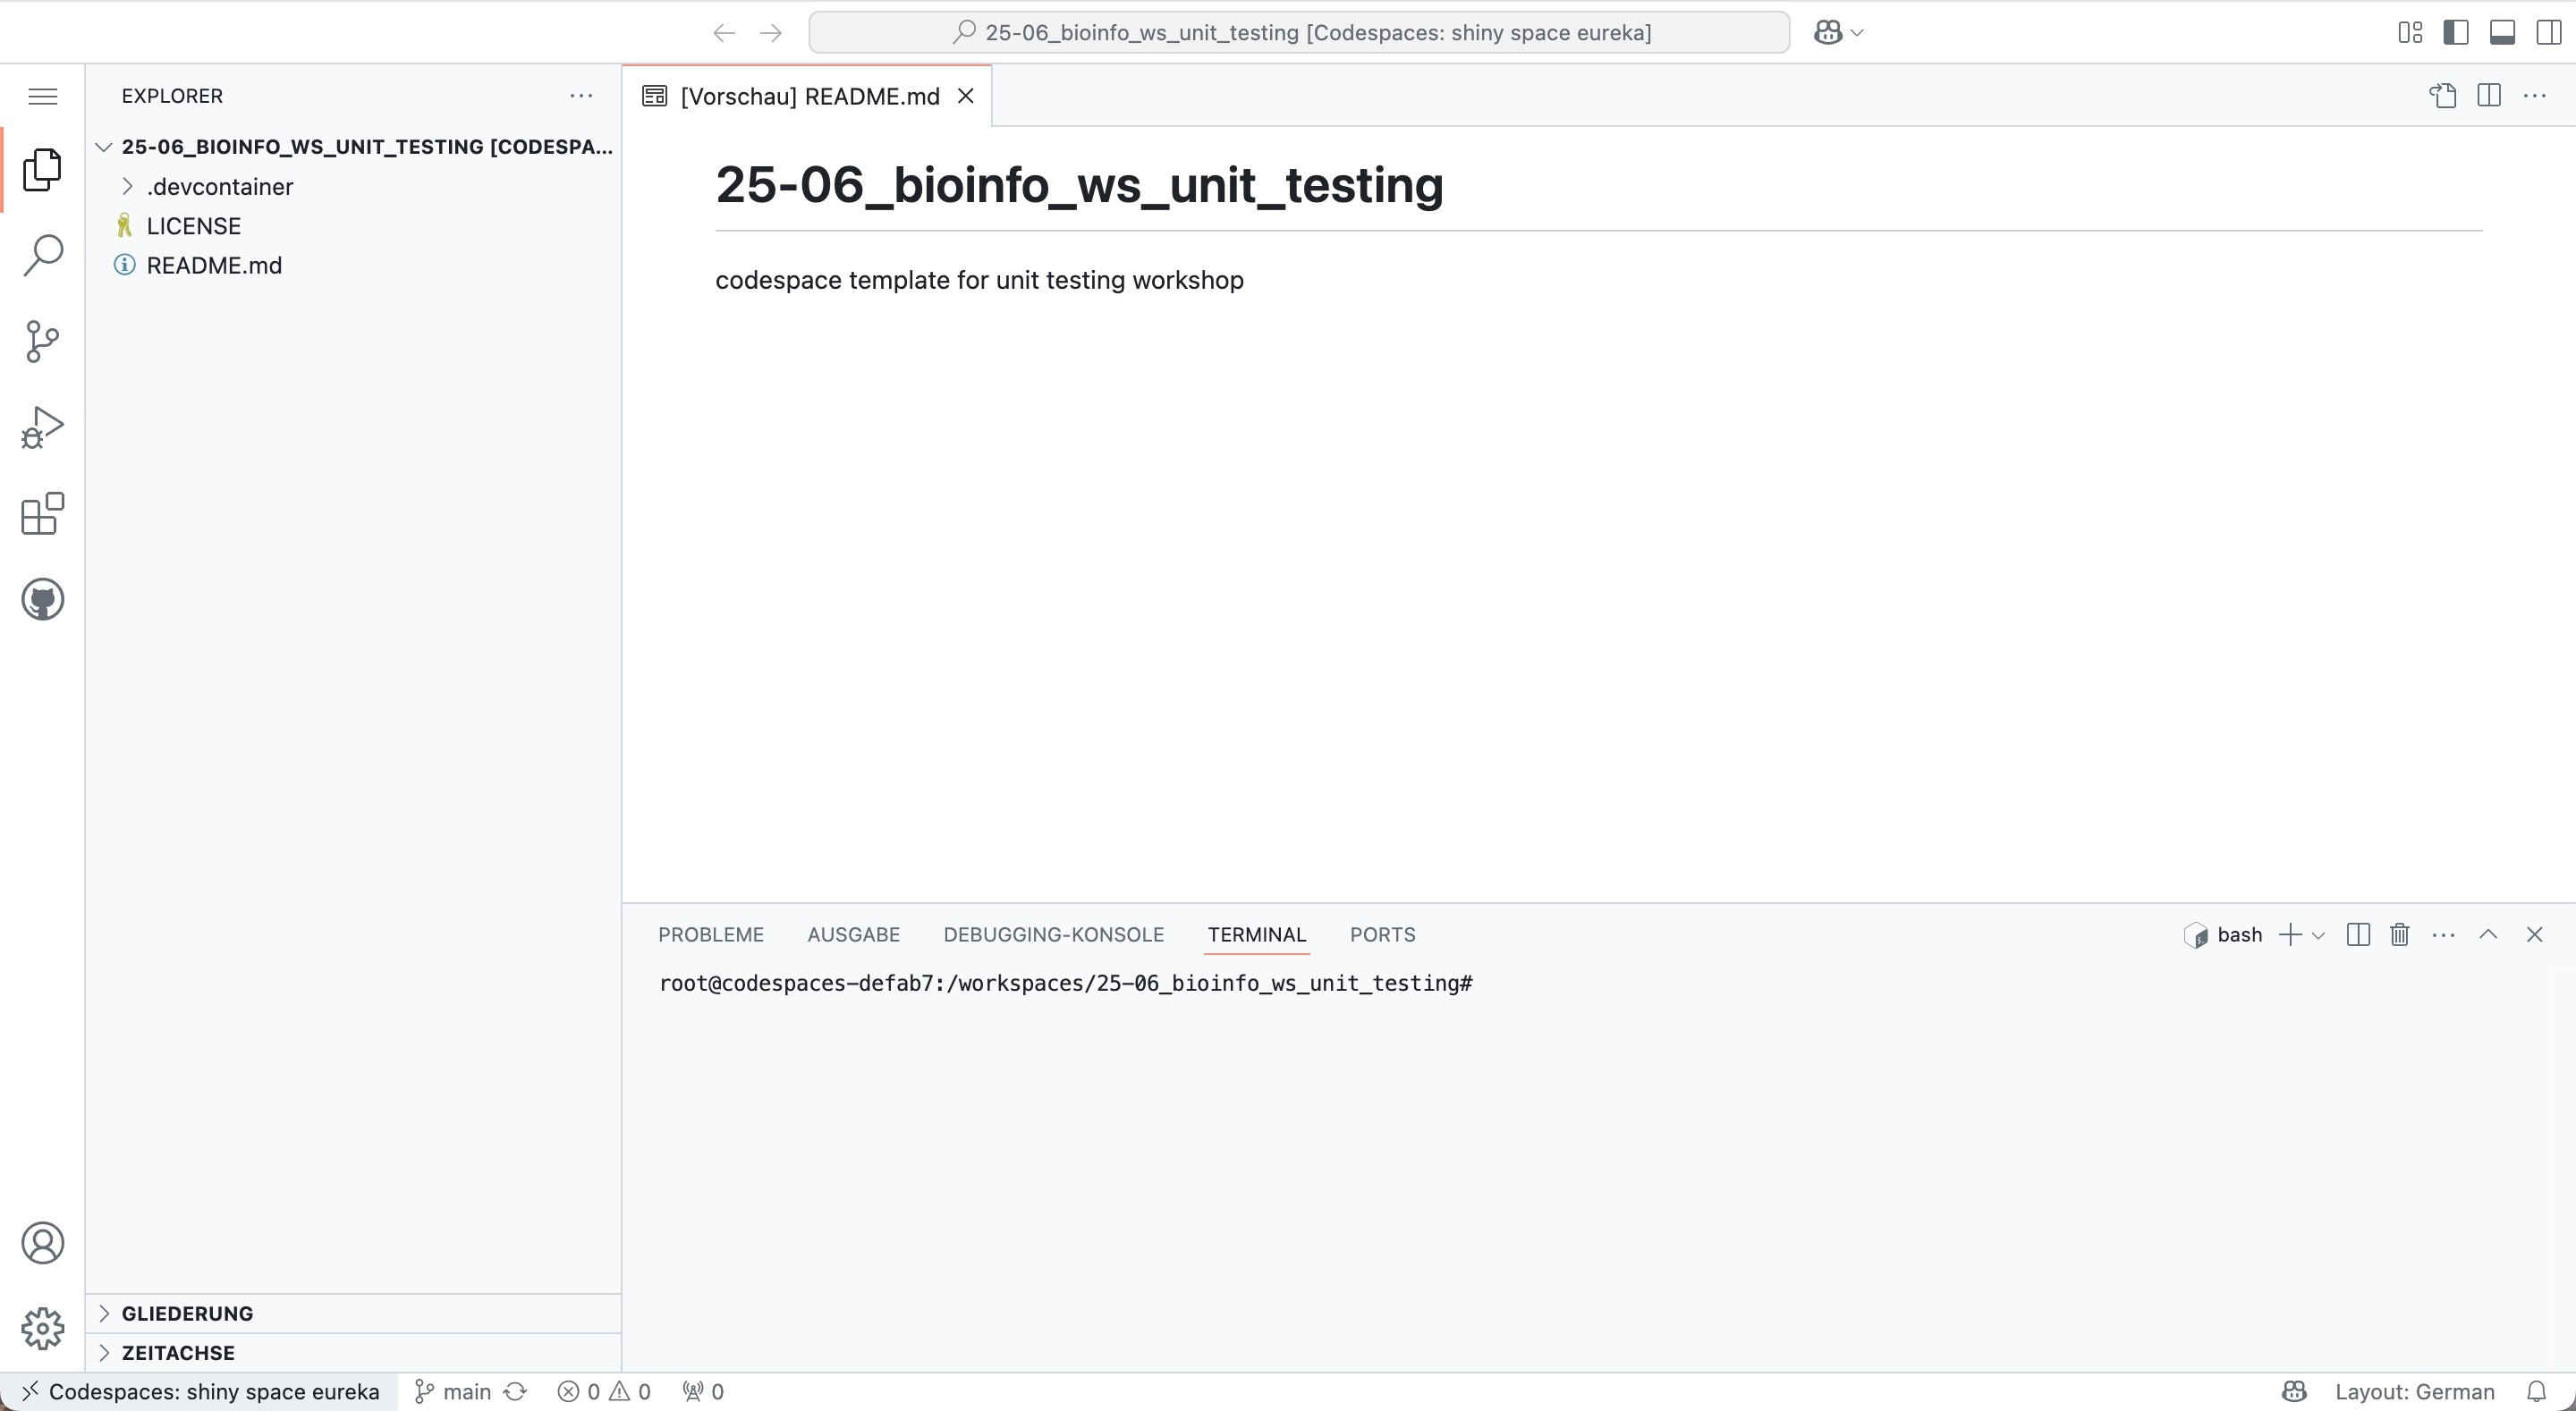 25-06_bioinfo_ws_unit_testing [Codespaces: shiny space eureka]
EXPLORER
25-06_BIOINFO_WS_UNIT_TESTING [CODESPA...
.devcontainer
LICENSE
README.md
GLIEDERUNG
ZEITACHSE
[Vorschau] README.md
25-06_bioinfo_ws_unit_testing
codespace template for unit testing workshop
PROBLEME AUSGABE DEBUGGING-KONSOLE TERMINAL PORTS bash
root@codespaces-defab7:/workspaces/25-06_bioinfo_ws_unit_testing#
Codespaces: shiny space eureka main 0 0 0 Layout: German